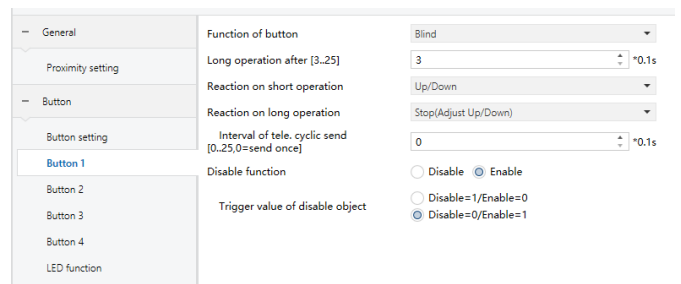 General
Proximity setting
Button
Button setting
Button 1
Button 2
Button 3
Button 4
LED function
Function of button
Blind
Long operation after [3..25]
3
*0.1s
Reaction on short operation
Up/Down
Reaction on long operation
Stop(Adjust Up/Down)
Interval of tele. cyclic send
[0..25,0=send once]
0
*0.1s
Disable function
Disable
Enable
Trigger value of disable object
Disable=1/Enable=0
Disable=0/Enable=1